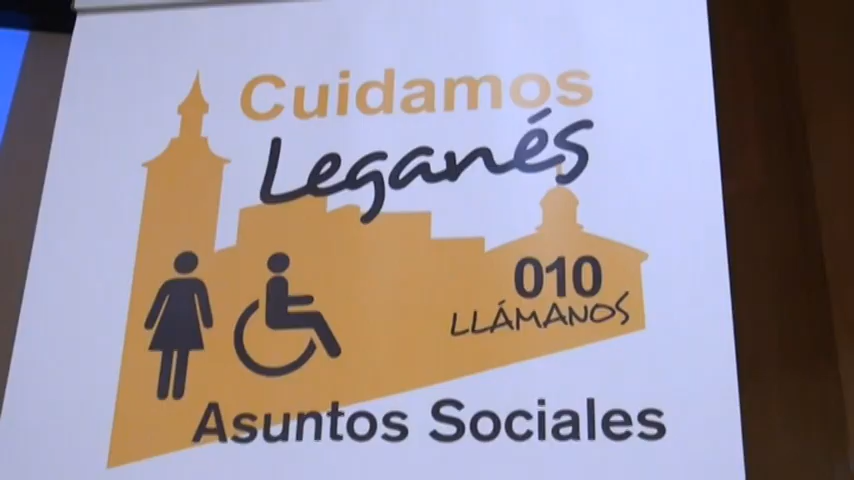 Cuidamos
Leganés
010
LLÁMANOS
Asuntos Sociales